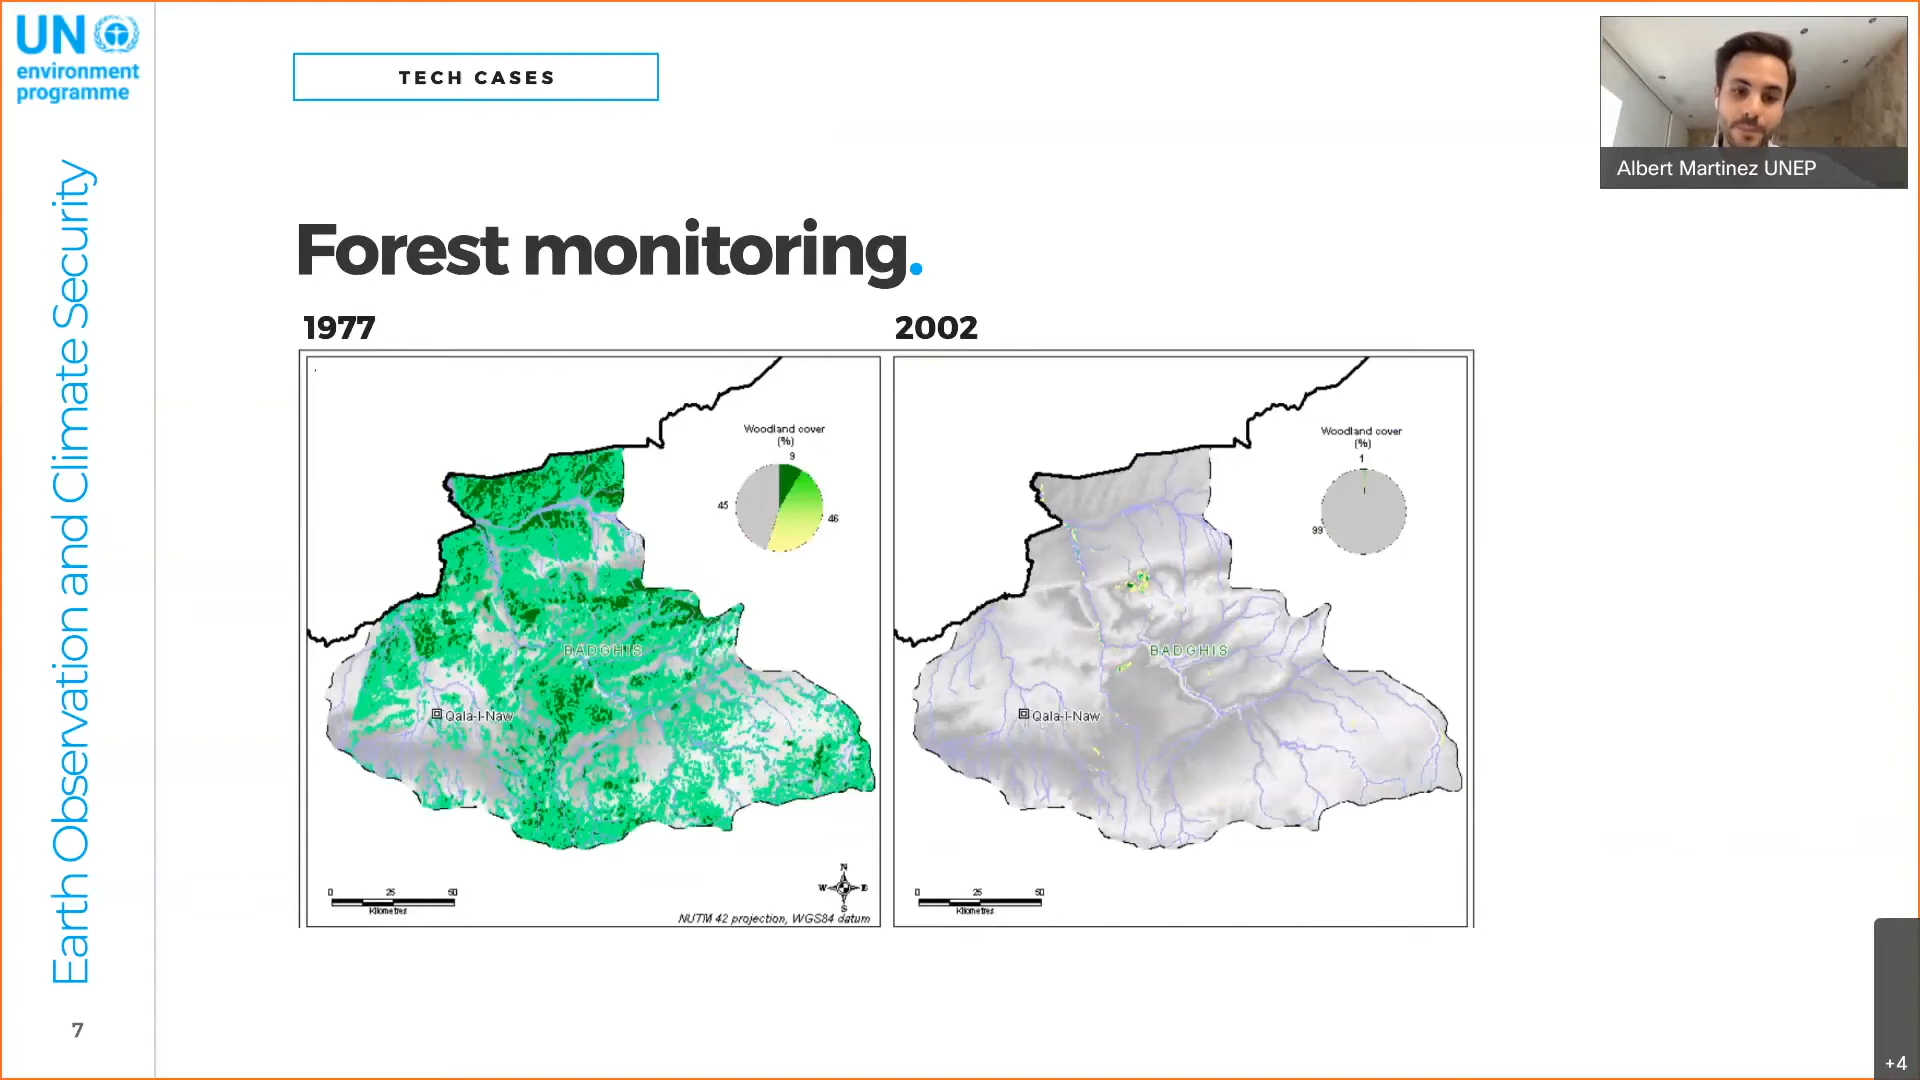 UN
environment
programme
Earth Observation and Climate Security
7
TECH CASES
Albert Martinez UNEP
Forest monitoring.
1977
2002
Woodland cover
(%)
9
45
46
BADGHIS
Qala-I-Naw
0 25 50
Kilometres
N
W E
S
NUTM 42 projection, WGS84 datum
Woodland cover
(%)
1
99
BADGHIS
Qala-I-Naw
0 25 50
Kilometres
+4